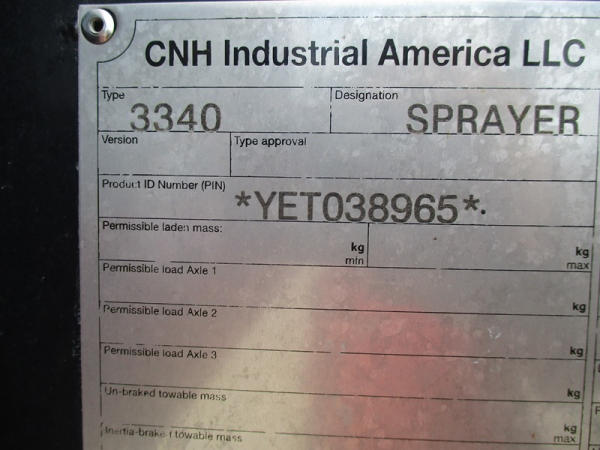 CNH Industrial America LLC
Type Designation
3340 SPRAYER
Version Type approval
Product ID Number (PIN)
*YET038965*
Permissible laden mass:
kg kg
min max
Permissible load Axle 1
kg
Permissible load Axle 2
kg
Permissible load Axle 3
kg
Un-braked towable mass
kg
Inertia-braked towable mass
max